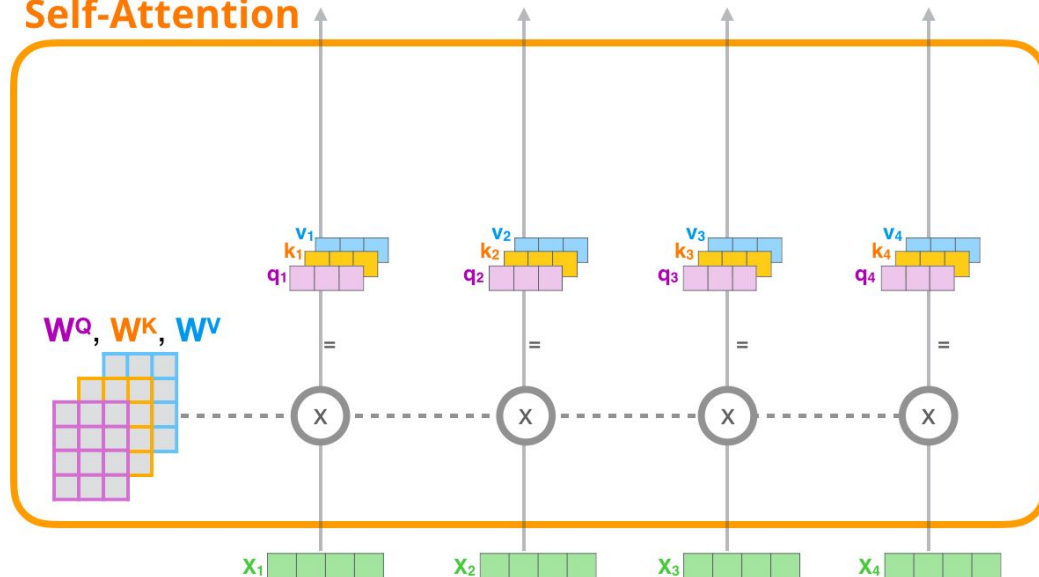 Self-Attention
v1 v2 v3 v4
k1 k2 k3 k4
q1 q2 q3 q4
WQ, WK, WV
= = = =
X X X X
X1 X2 X3 X4